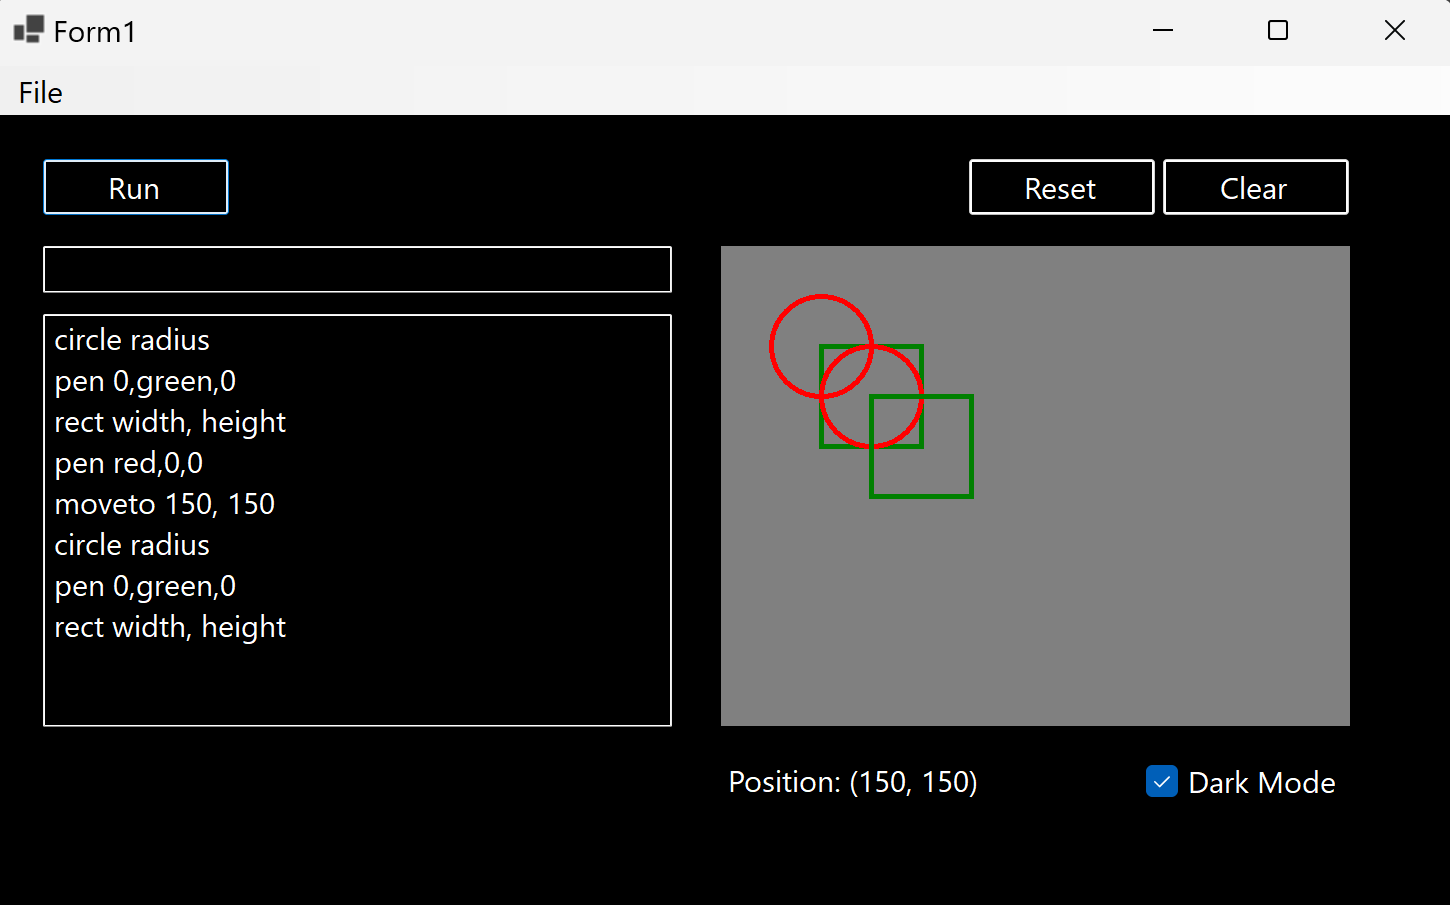 Form1
File
Run
Reset
Clear
circle radius
pen 0,green,0
rect width, height
pen red,0,0
moveto 150, 150
circle radius
pen 0,green,0
rect width, height
Position: (150, 150)
Dark Mode